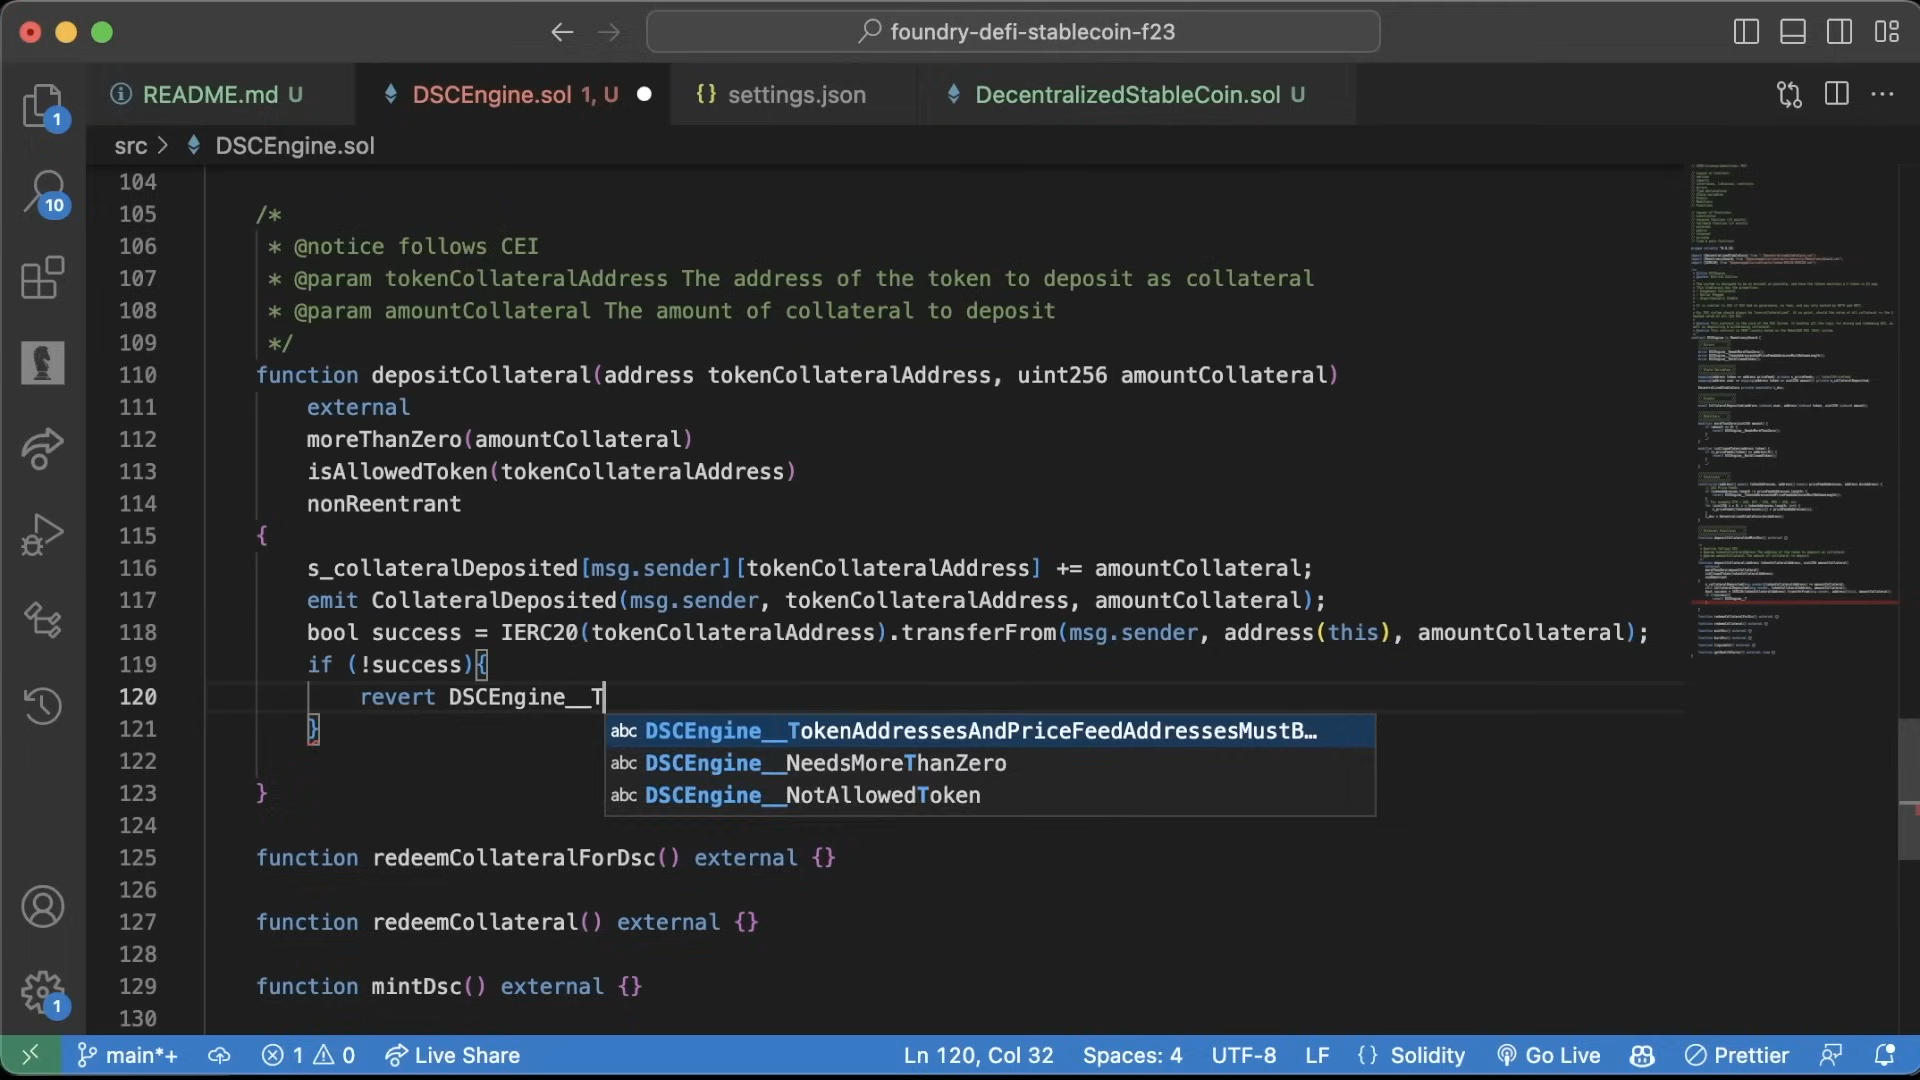 foundry-defi-stablecoin-f23
README.md U
DSCEngine.sol 1, U
{} settings.json
DecentralizedStableCoin.sol U
src > DSCEngine.sol
1
10
104
105 /*
106 * @notice follows CEI
107 * @param tokenCollateralAddress The address of the token to deposit as collateral
108 * @param amountCollateral The amount of collateral to deposit
109 */
110 function depositCollateral(address tokenCollateralAddress, uint256 amountCollateral)
111 external
112 moreThanZero(amountCollateral)
113 isAllowedToken(tokenCollateralAddress)
114 nonReentrant
115 {
116 s_collateralDeposited[msg.sender][tokenCollateralAddress] += amountCollateral;
117 emit CollateralDeposited(msg.sender, tokenCollateralAddress, amountCollateral);
118 bool success = IERC20(tokenCollateralAddress).transferFrom(msg.sender, address(this), amountCollateral);
119 if (!success){
120 revert DSCEngine__T
121 }
abc DSCEngine__TokenAddressesAndPriceFeedAddressesMustB…
122
abc DSCEngine__NeedsMoreThanZero
123 }
abc DSCEngine__NotAllowedToken
124
125 function redeemCollateralForDsc() external {}
126
127 function redeemCollateral() external {}
128
129 function mintDsc() external {}
130
1
main*+
1 0
Live Share
Ln 120, Col 32
Spaces: 4
UTF-8
LF
{} Solidity
Go Live
Prettier